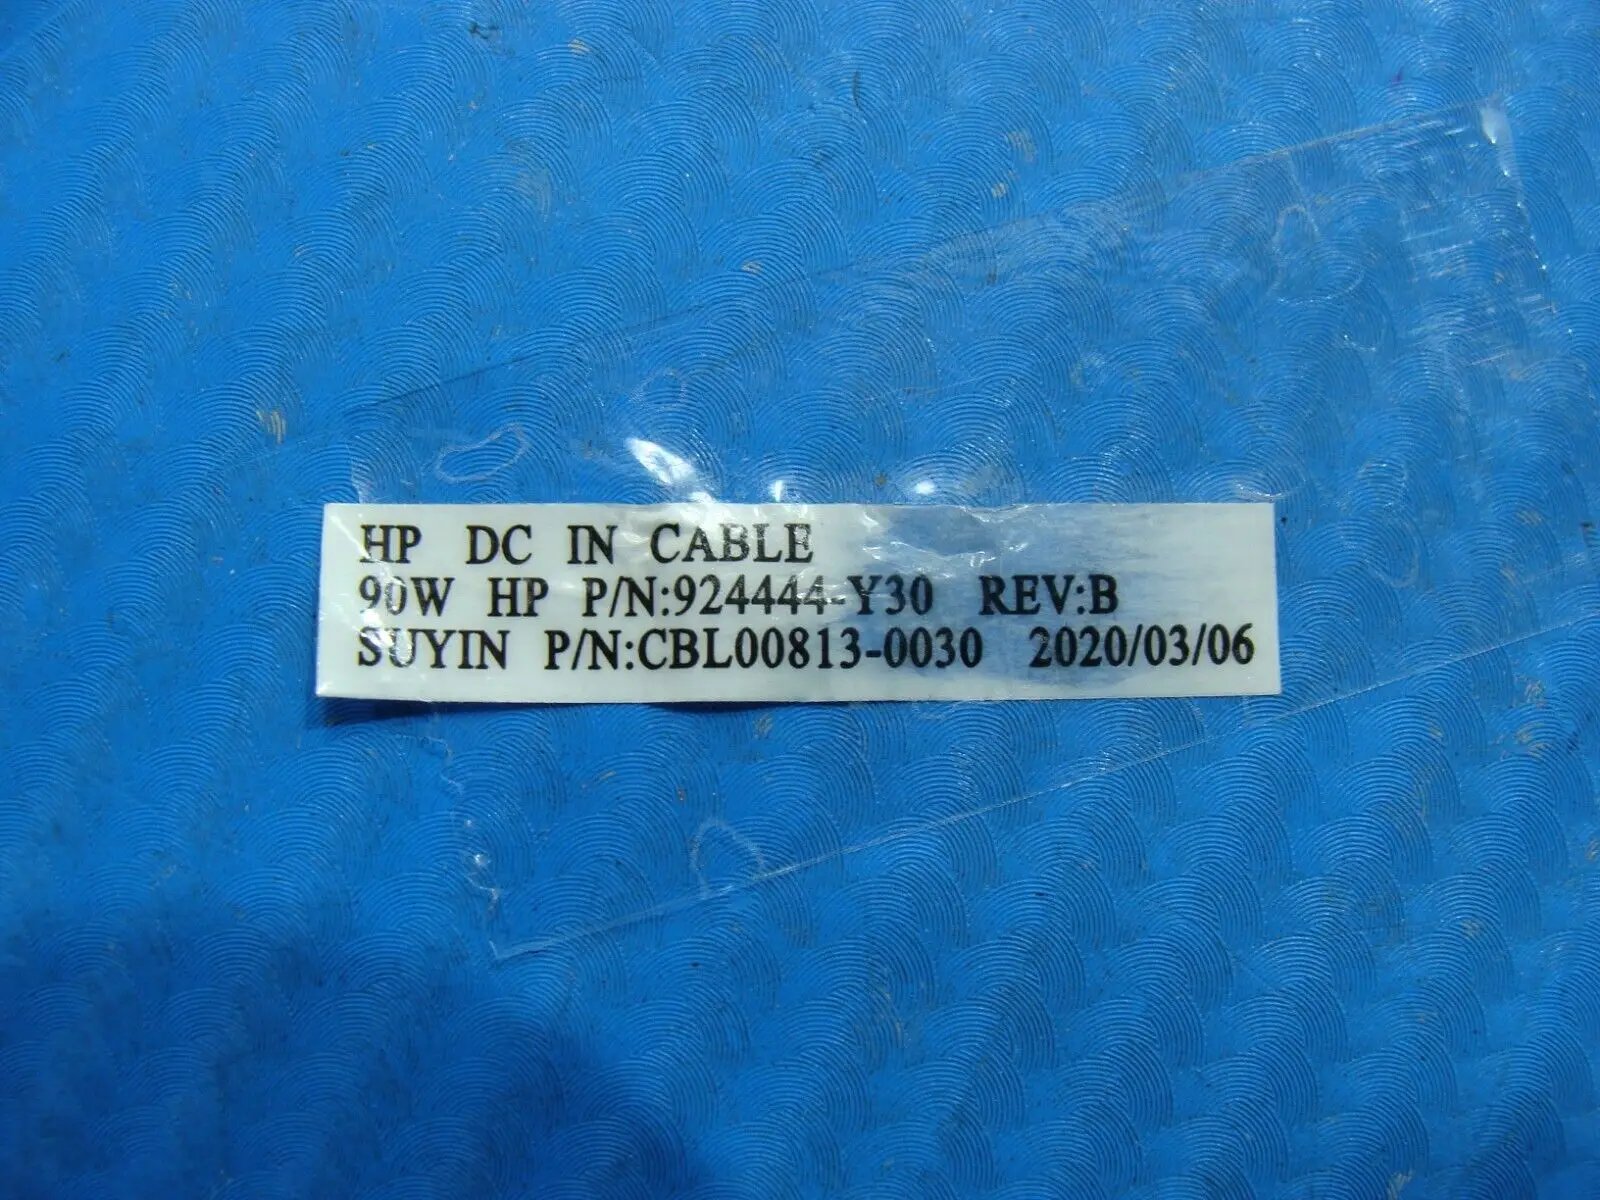 HP DC IN CABLE
90W HP P/N:924444-Y30 REV:B
SUYIN P/N:CBL00813-0030 2020/03/06